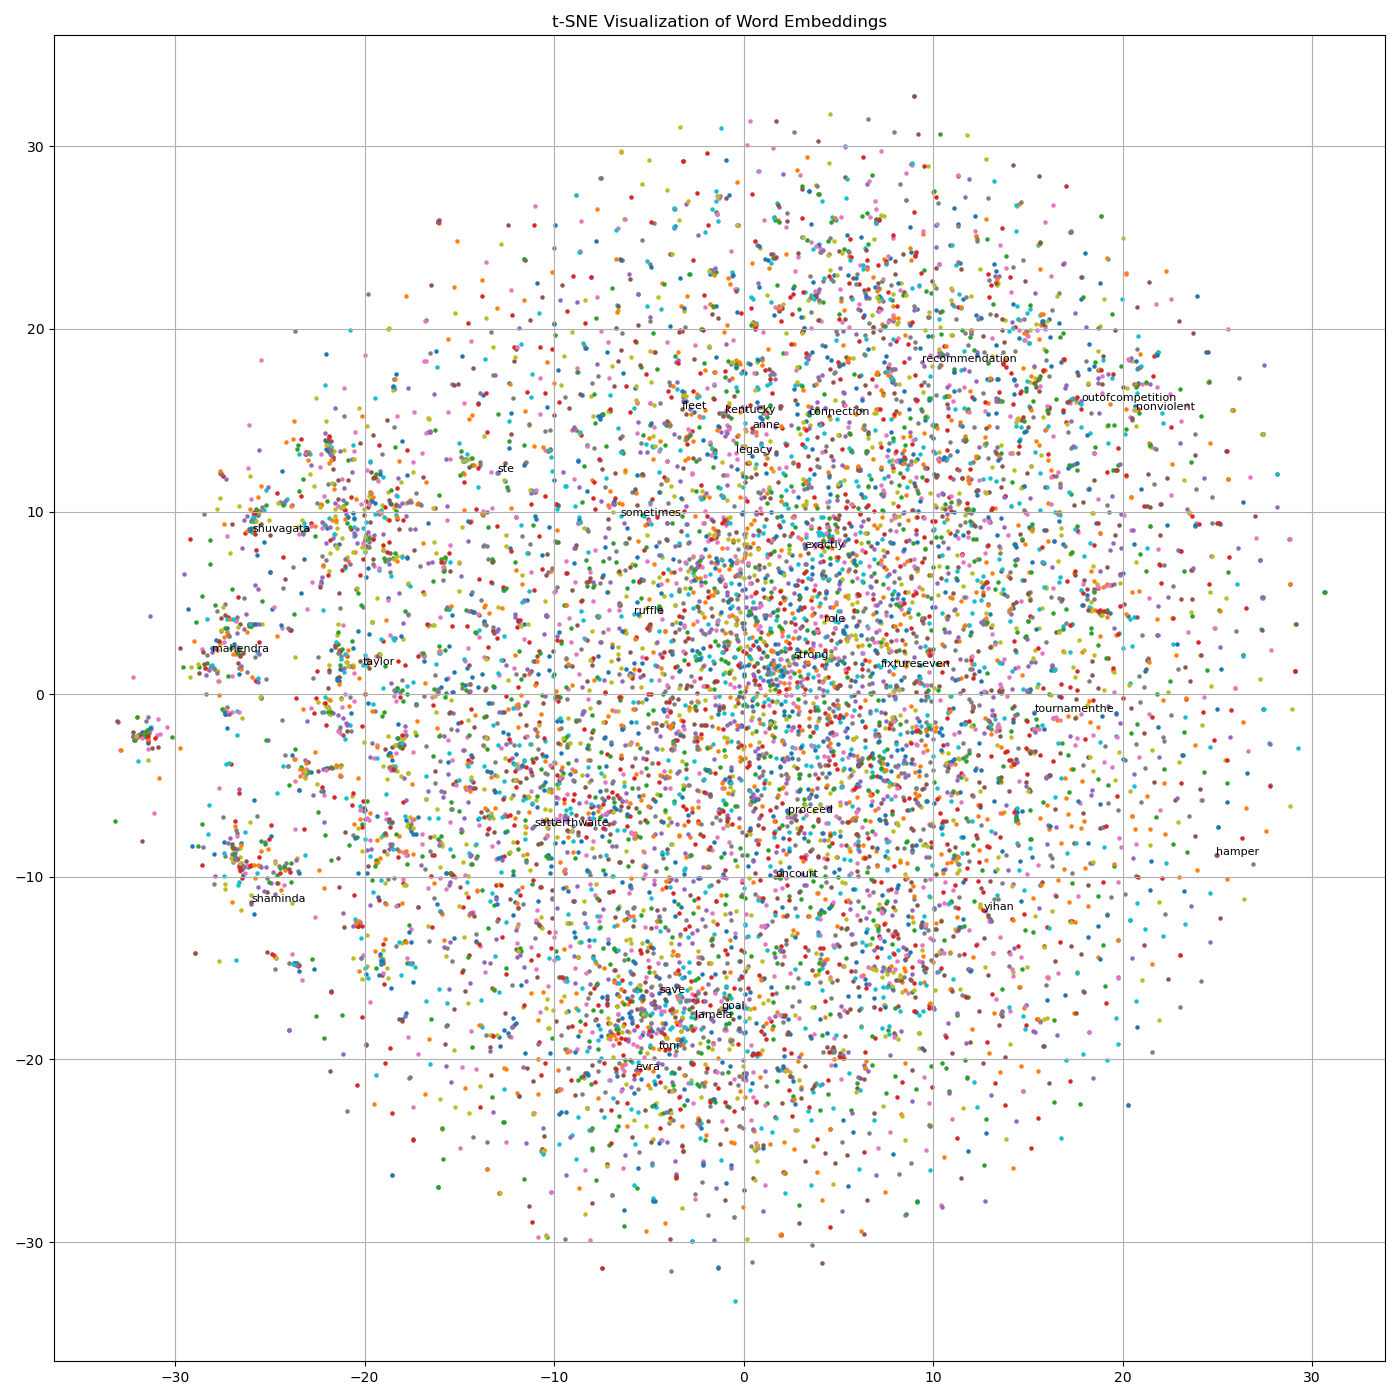 t-SNE Visualization of Word Embeddings
30
20
10
0
−10
−20
−30
recommendation
outofcompetition
nonviolent
fleet
kentucky
connection
anne
legacy
ste
sometimes
shuvagata
exactly
ruffle
role
mahendra
strong
taylor
fixtureseven
tournamenthe
proceed
satterthwaite
hamper
oncourt
shaminda
yihan
save
goal
lamela
toni
evra
−30
−20
−10
0
10
20
30